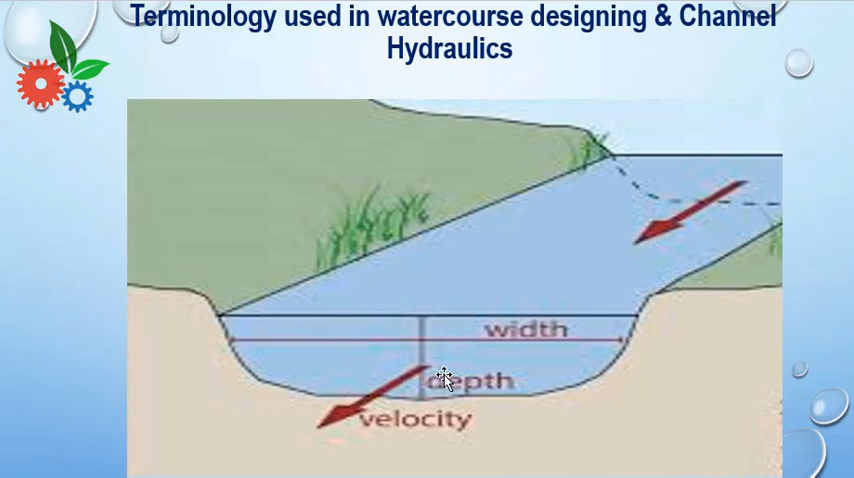 Terminology used in watercourse designing & Channel
Hydraulics
width
depth
velocity